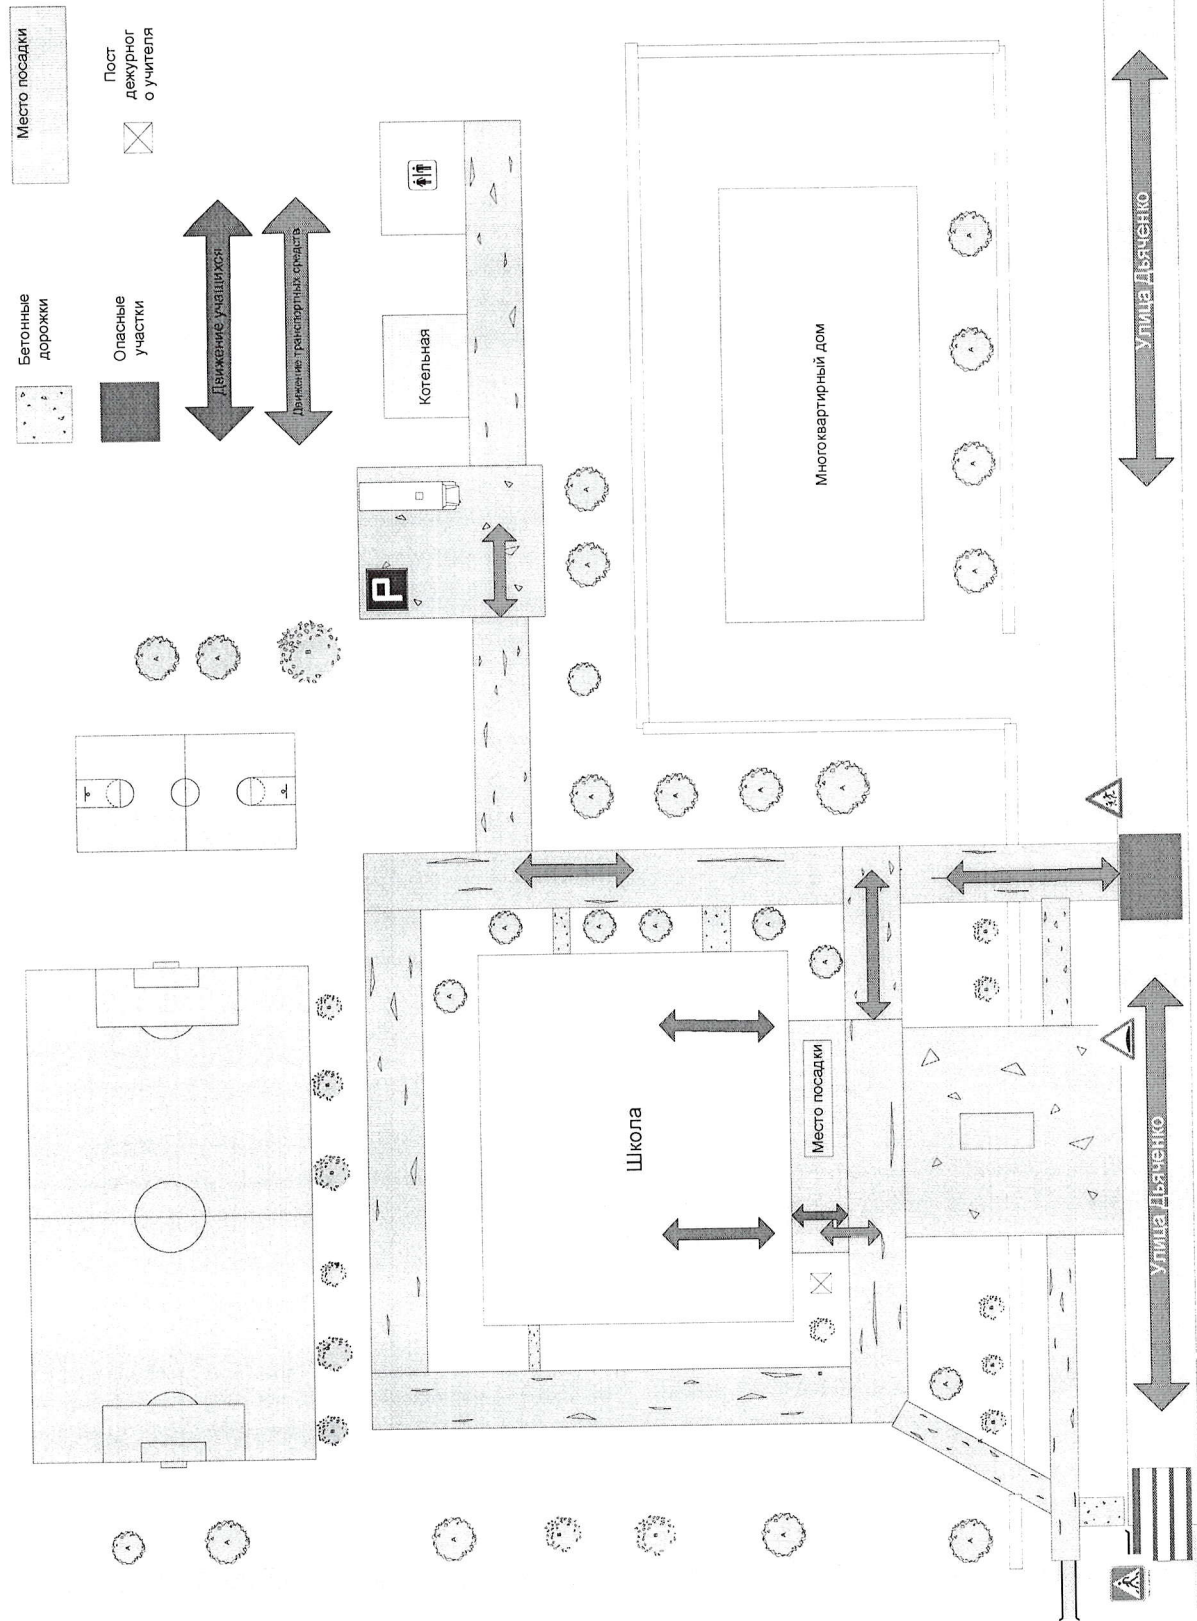 Бетонные
дорожки
Место посадки
Опасные
участки
Пост
дежурног
о учителя
Движение учащихся
Движение транспортных средств
P
Котельная
Многоквартирный дом
Школа
Место посадки
Улица Дьяченко
Улица Дьяченко